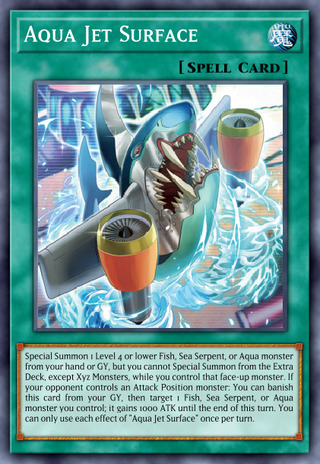 Aqua Jet Surface
魔
[Spell Card]
Special Summon 1 Level 4 or lower Fish, Sea Serpent, or Aqua monster
from your hand or GY, but you cannot Special Summon from the Extra
Deck, except Xyz Monsters, while you control that face-up monster. If
your opponent controls an Attack Position monster: You can banish
this card from your GY, then target 1 Fish, Sea Serpent, or Aqua
monster you control; it gains 1000 ATK until the end of this turn. You
can only use each effect of "Aqua Jet Surface" once per turn.